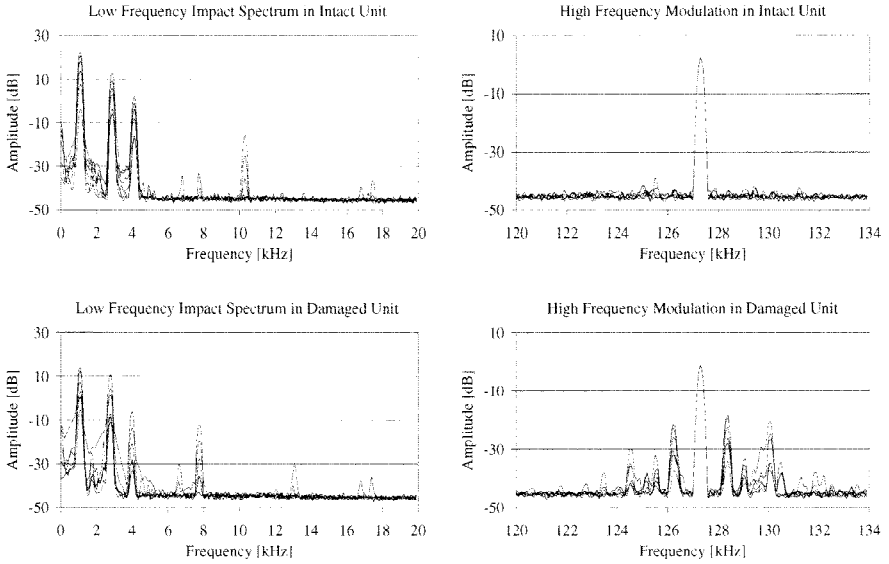 Low Frequency Impact Spectrum in Intact Unit
30
10
-10
-30
-50
Amplitude [dB]
0 2 4 6 8 10 12 14 16 18 20
Frequency [kHz]
High Frequency Modulation in Intact Unit
10
-10
-30
-50
Amplitude [dB]
120 122 124 126 128 130 132 134
Frequency [kHz]
Low Frequency Impact Spectrum in Damaged Unit
30
10
-10
-30
-50
Amplitude [dB]
0 2 4 6 8 10 12 14 16 18 20
Frequency [kHz]
High Frequency Modulation in Damaged Unit
10
-10
-30
-50
Amplitude [dB]
120 122 124 126 128 130 132 134
Frequency [kHz]